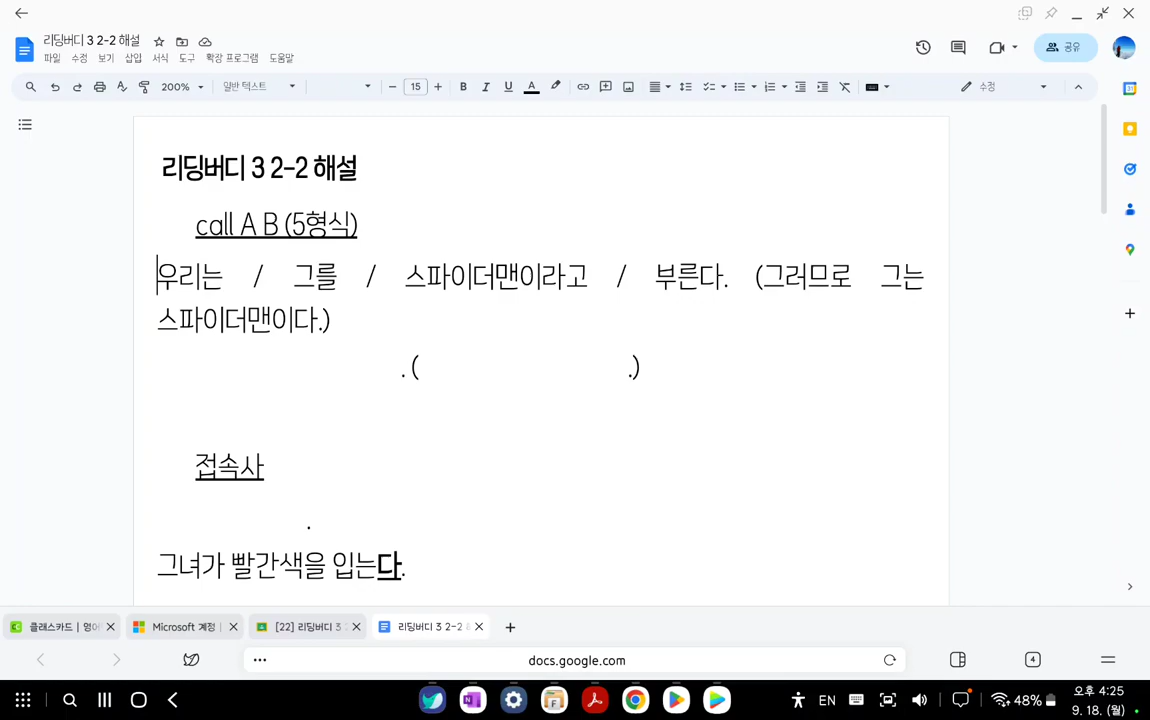 리딩버디 3 2-2 해설
파일 수정 보기 삽입 서식 도구 확장 프로그램 도움말
공유
200% 일반 텍스트 15 수정
리딩버디 3 2-2 해설
call A B (5형식)
우리는 / 그를 / 스파이더맨이라고 / 부른다. (그러므로 그는
스파이더맨이다.)
. ( .)
접속사
.
그녀가 빨간색을 입는다.
클래스카드 | 영어 Microsoft 계정 | [22] 리딩버디 3 리딩버디 3 2-2 해
docs.google.com 4
EN 48% 오후 4:25
9. 18. (월)